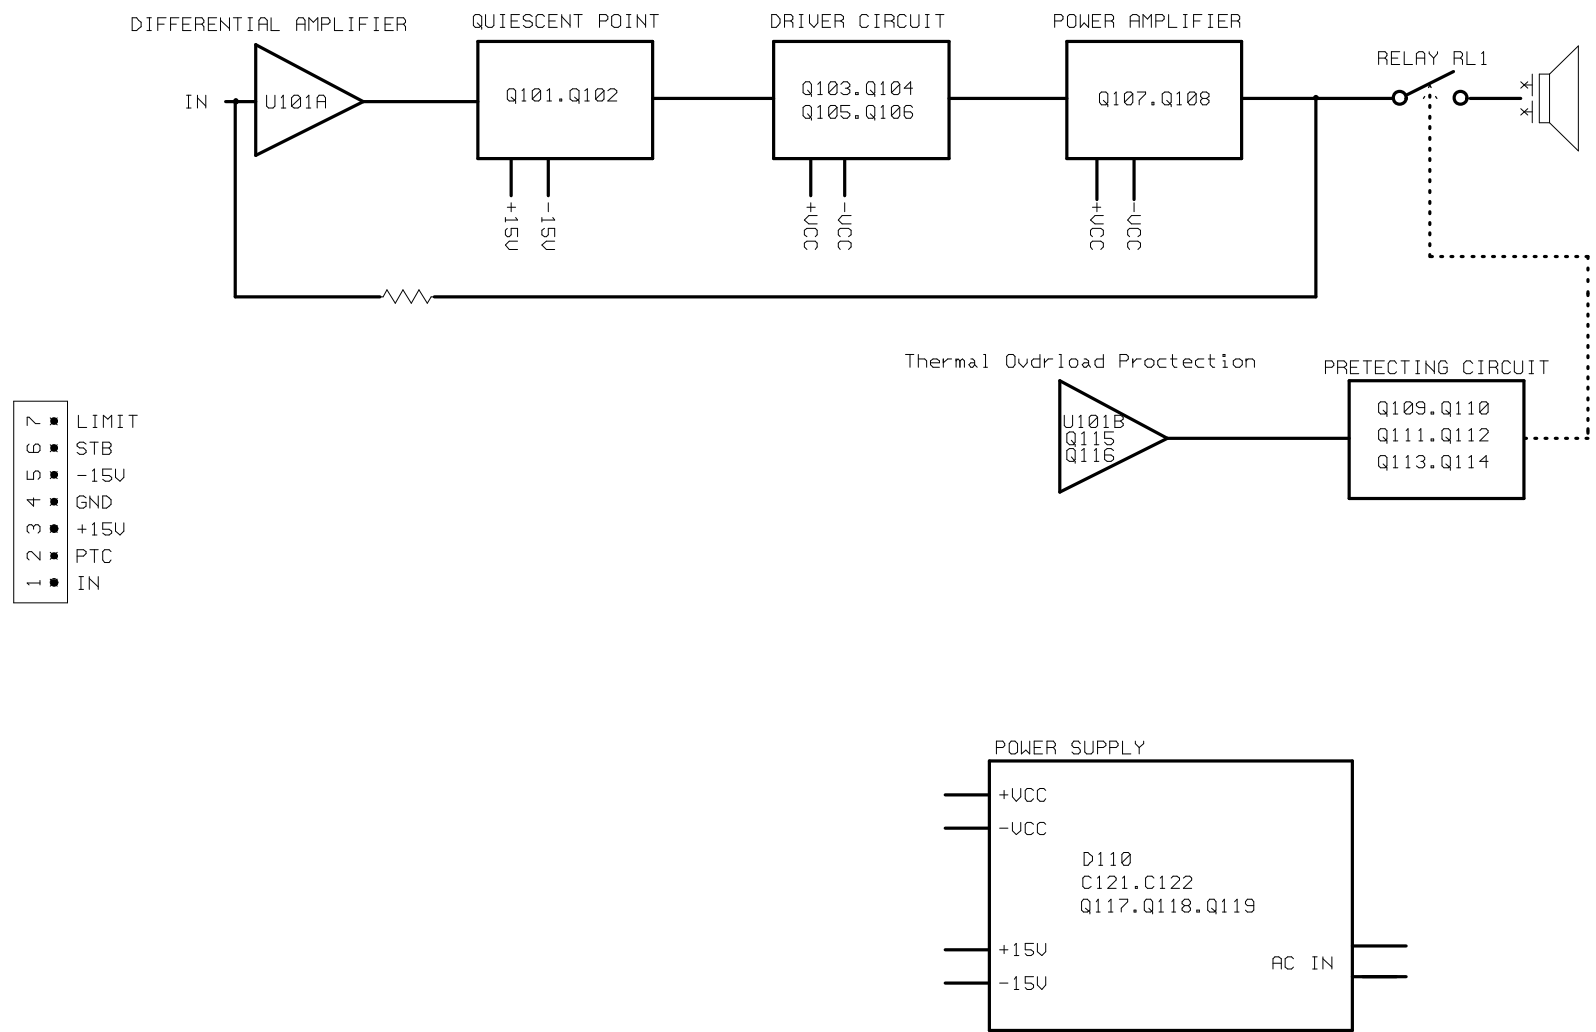 DIFFERENTIAL AMPLIFIER
QUIESCENT POINT
DRIVER CIRCUIT
POWER AMPLIFIER
RELAY RL1
IN
U101A
Q101.Q102
Q103.Q104
Q105.Q106
Q107.Q108
+15V
-15V
+VCC
-VCC
+VCC
-VCC
Thermal Ovdrload Proctection
PRETECTING CIRCUIT
U101B
Q115
Q116
Q109.Q110
Q111.Q112
Q113.Q114
7 LIMIT
6 STB
5 -15V
4 GND
3 +15V
2 PTC
1 IN
POWER SUPPLY
+VCC
-VCC
D110
C121.C122
Q117.Q118.Q119
+15V
-15V
AC IN